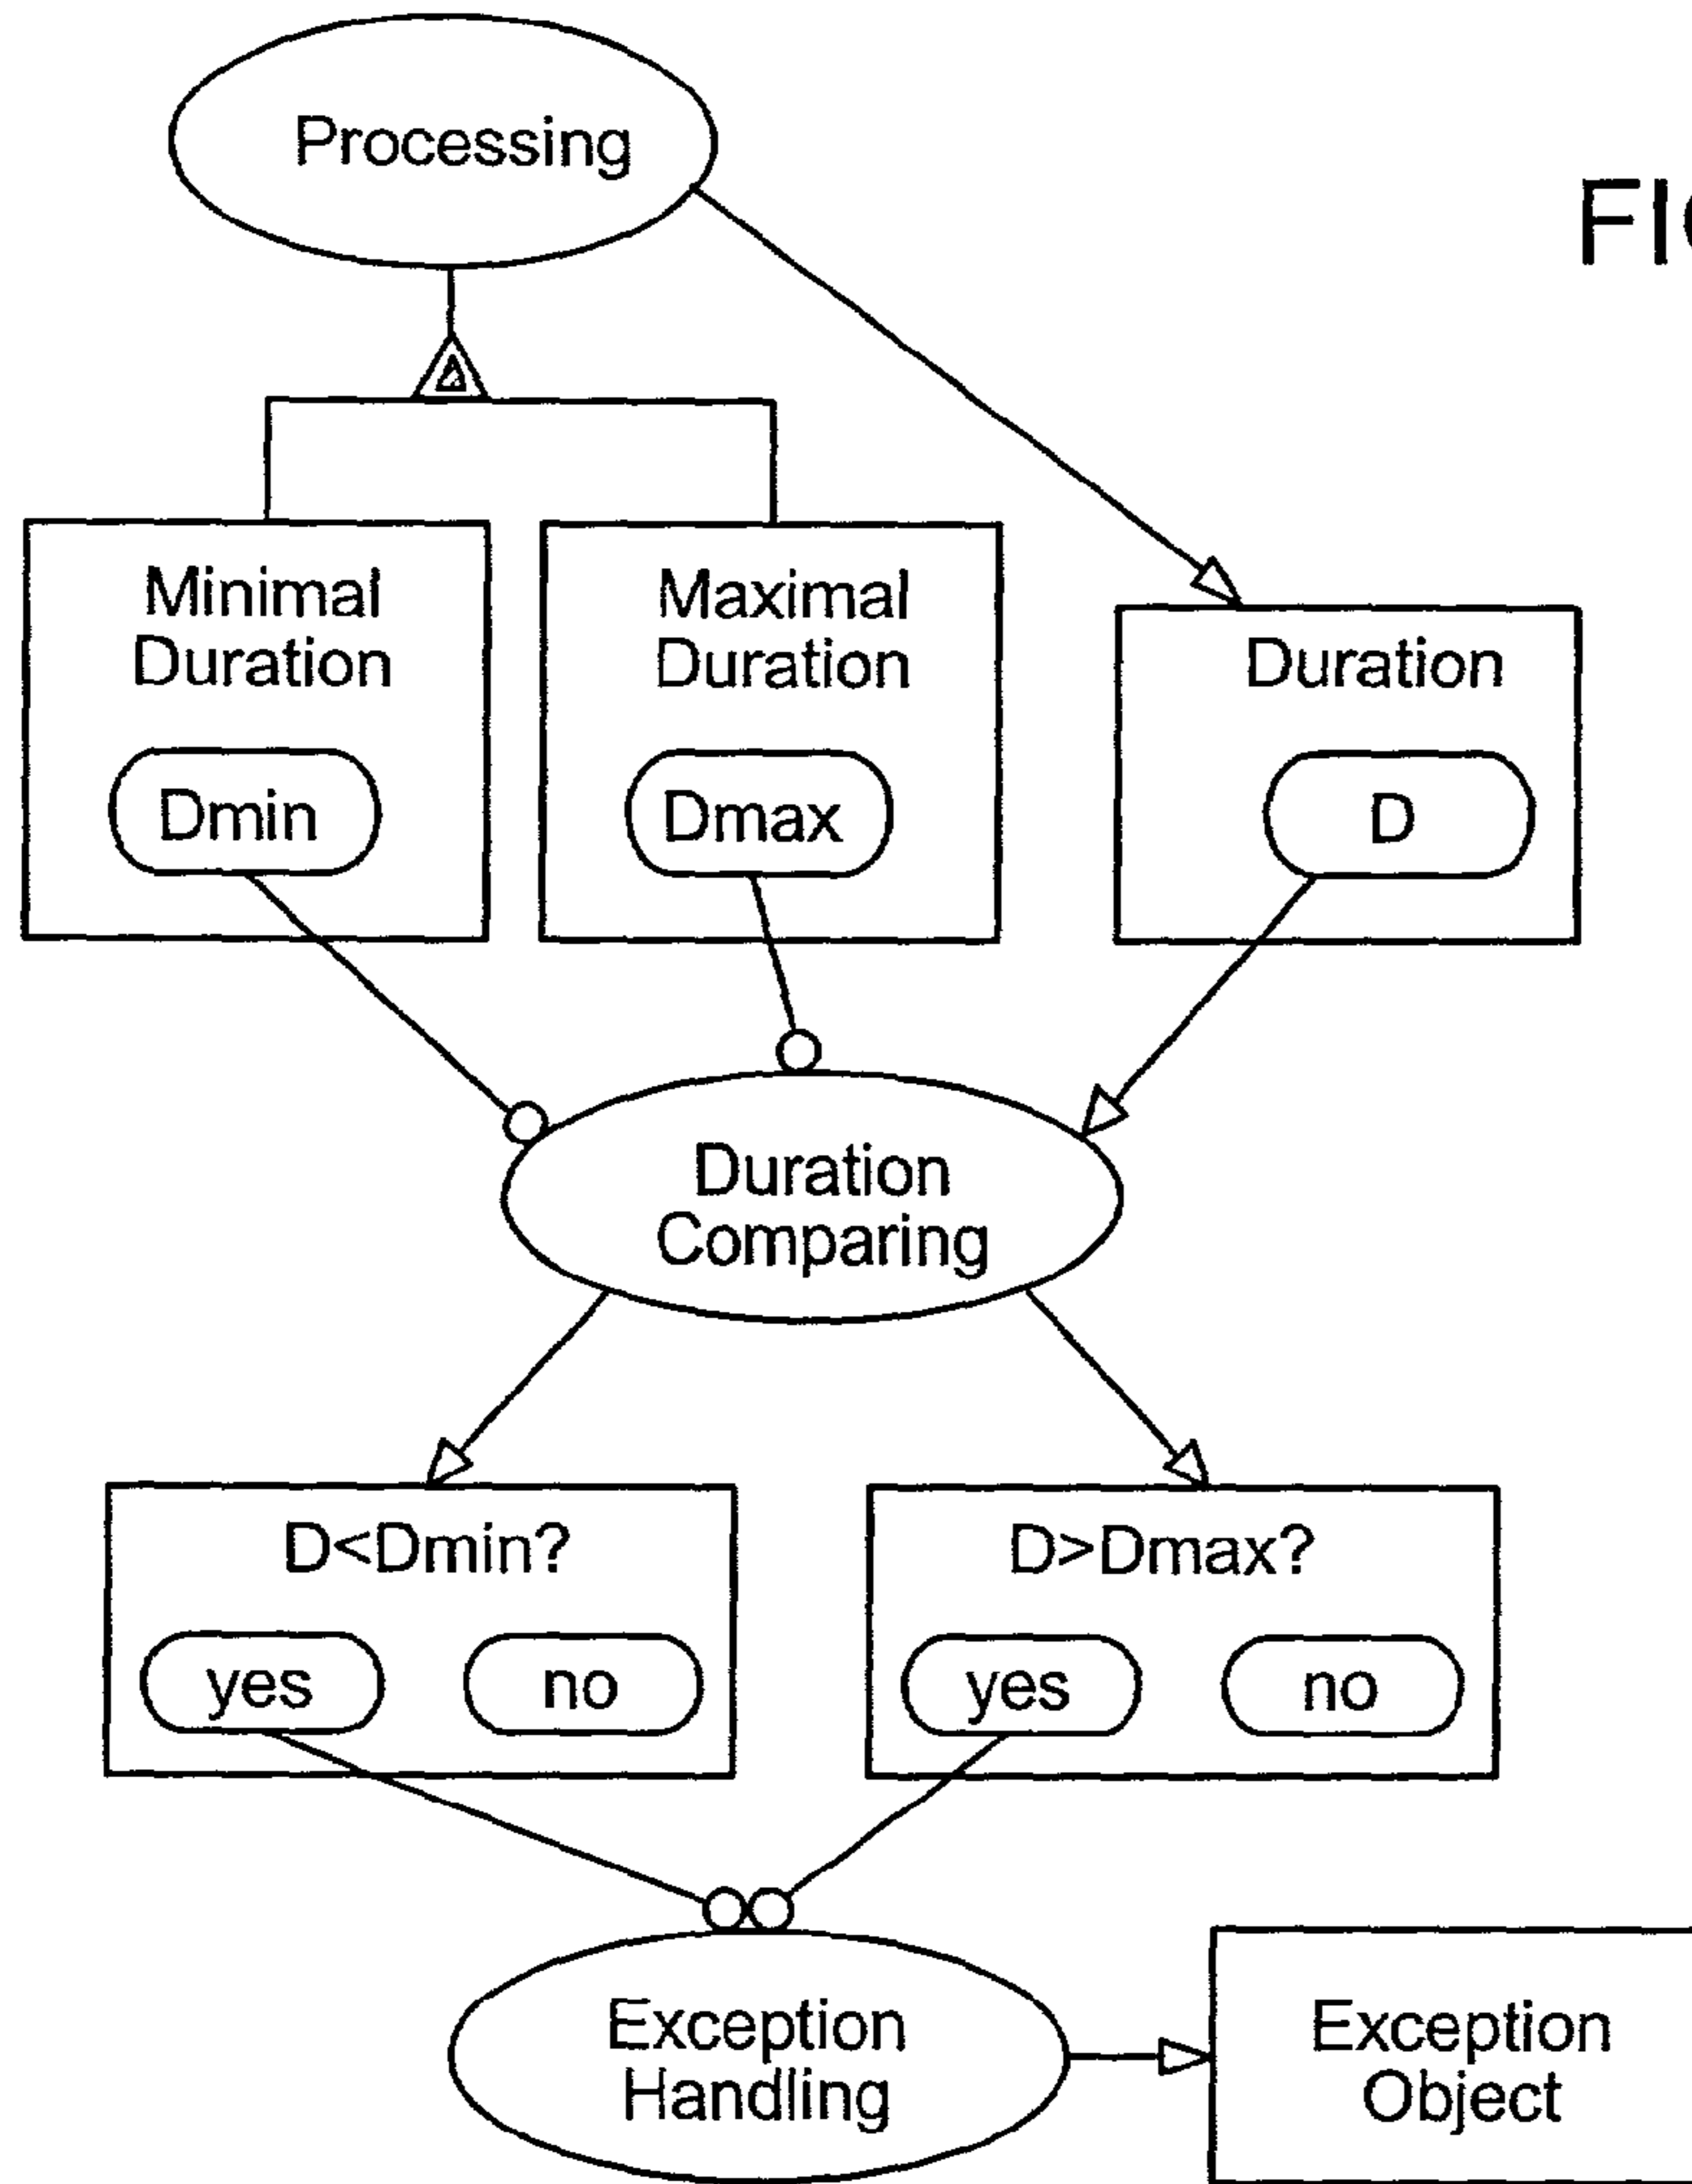 Processing
Minimal
Duration
Maximal
Duration
Duration
Dmin
Dmax
D
Duration
Comparing
D<Dmin?
D>Dmax?
yes
no
yes
no
Exception
Handling
Exception
Object